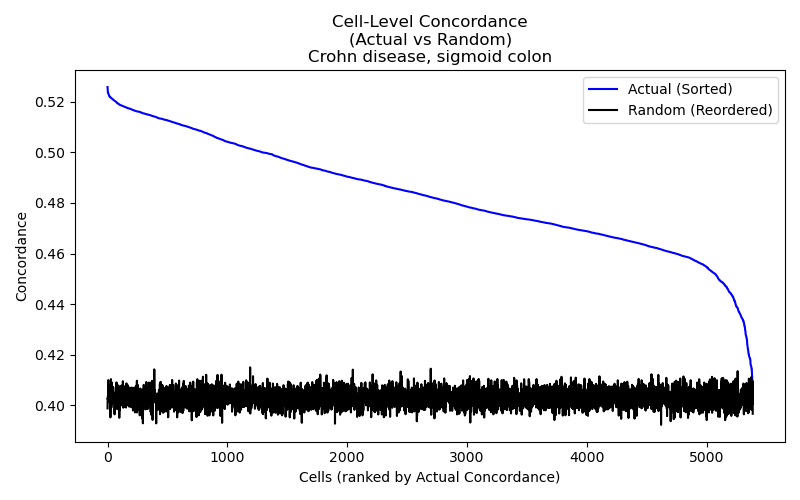 Cell-Level Concordance
(Actual vs Random)
Crohn disease, sigmoid colon
Actual (Sorted)
Random (Reordered)
Concordance
0.52
0.50
0.48
0.46
0.44
0.42
0.40
0 1000 2000 3000 4000 5000
Cells (ranked by Actual Concordance)